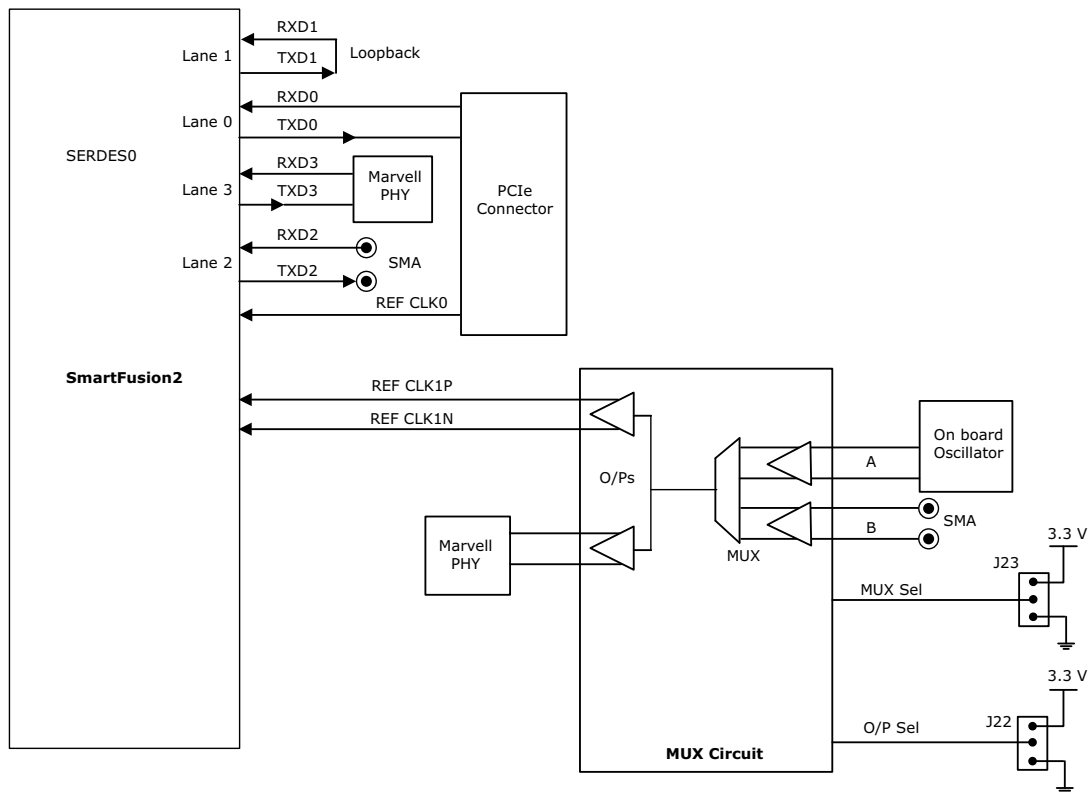 RXD1
Lane 1
TXD1
Loopback
RXD0
Lane 0
TXD0
SERDES0
RXD3
Lane 3
TXD3
Marvell
PHY
PCIe
Connector
RXD2
Lane 2
TXD2
SMA
REF CLK0
SmartFusion2
REF CLK1P
REF CLK1N
O/Ps
On board
Oscillator
A
B
SMA
MUX
Marvell
PHY
3.3 V
J23
MUX Sel
3.3 V
J22
O/P Sel
MUX Circuit